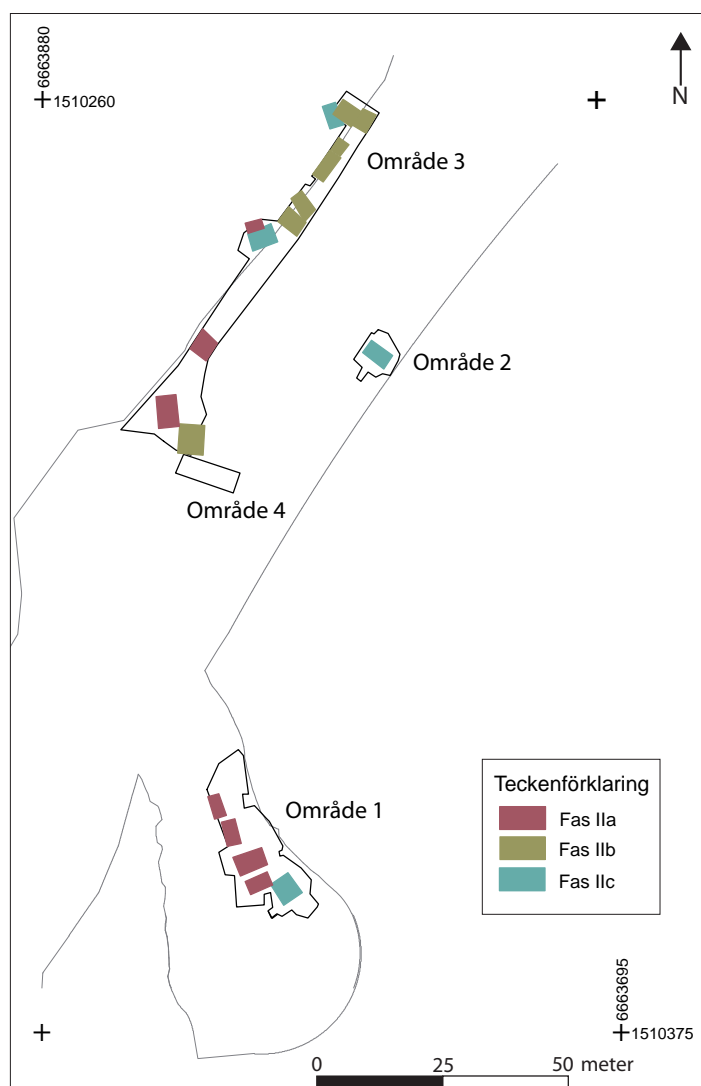 6663880
1510260
N
Område 3
Område 2
Område 4
Område 1
Teckenförklaring
Fas IIa
Fas IIb
Fas IIc
6663695
1510375
0 25 50 meter